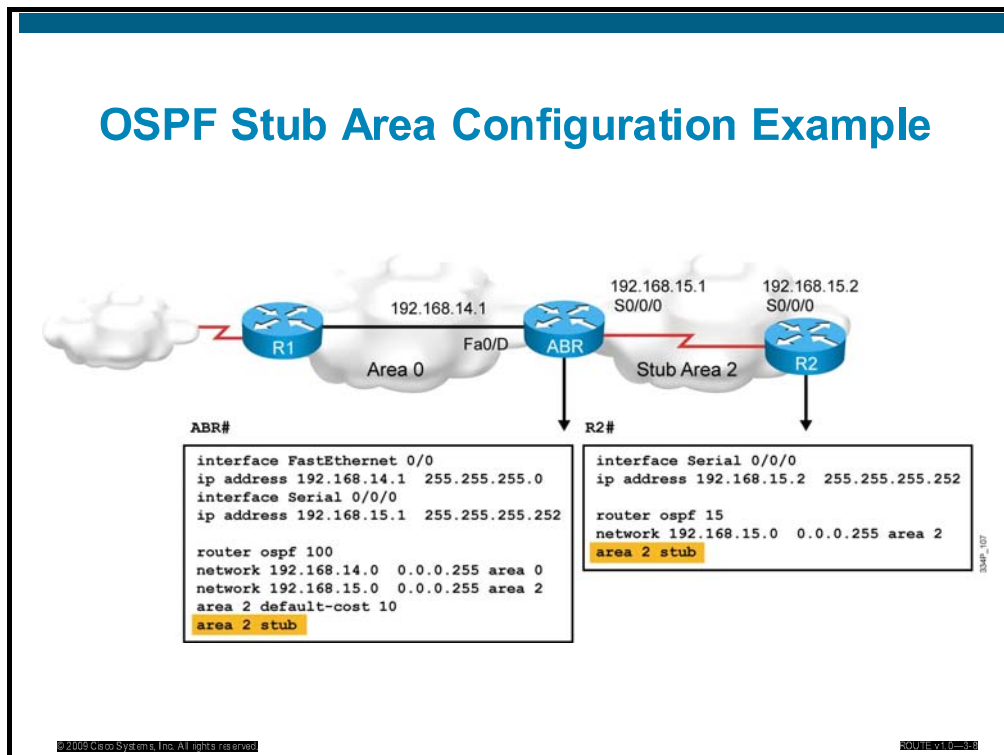 OSPF Stub Area Configuration Example
192.168.14.1
192.168.15.1
S0/0/0
192.168.15.2
S0/0/0
R1
Fa0/D
ABR
R2
Area 0
Stub Area 2
ABR#
interface FastEthernet 0/0
ip address 192.168.14.1 255.255.255.0
interface Serial 0/0/0
ip address 192.168.15.1 255.255.255.252
router ospf 100
network 192.168.14.0 0.0.0.255 area 0
network 192.168.15.0 0.0.0.255 area 2
area 2 default-cost 10
area 2 stub
R2#
interface Serial 0/0/0
ip address 192.168.15.2 255.255.255.252
router ospf 15
network 192.168.15.0 0.0.0.255 area 2
area 2 stub
334P_107
© 2009 Cisco Systems, Inc. All rights reserved.
ROUTE v1.0—3-8